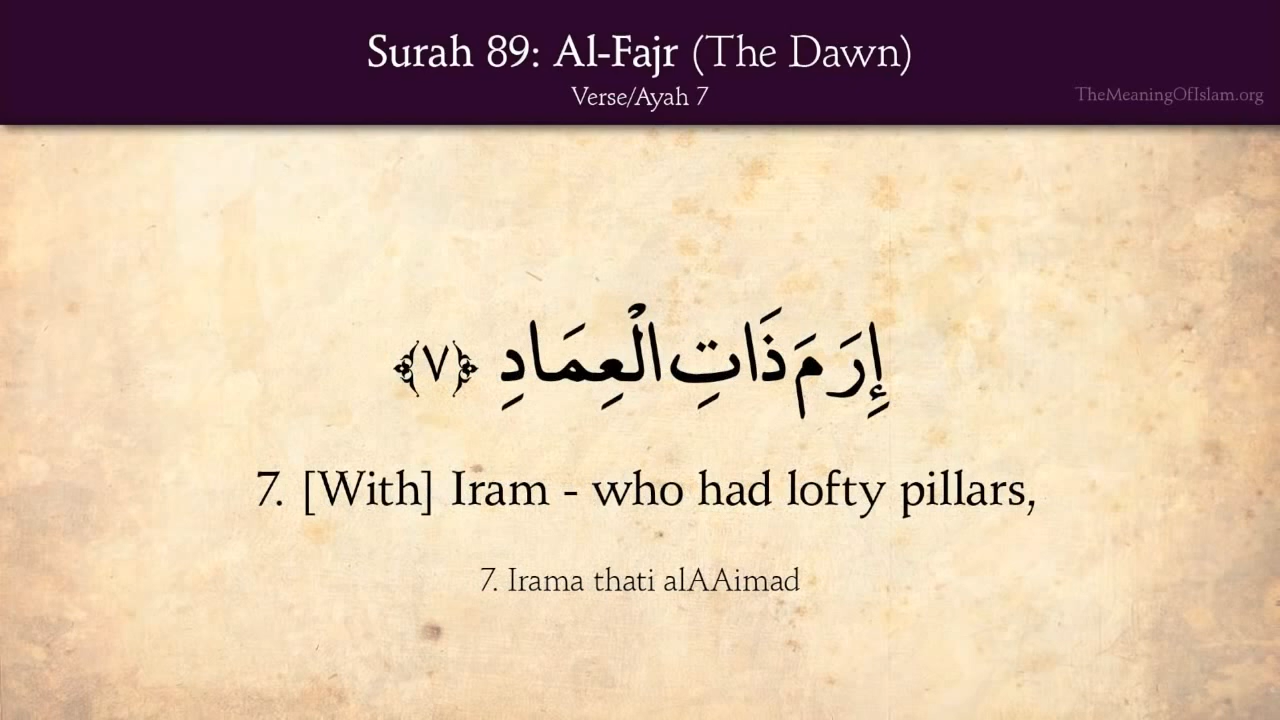 Surah 89: Al-Fajr (The Dawn)
Verse/Ayah 7
TheMeaningOfIslam.org
إِرَمَ ذَاتِ الْعِمَادِ ﴿٧﴾
7. [With] Iram - who had lofty pillars,
7. Irama thati alAAimad